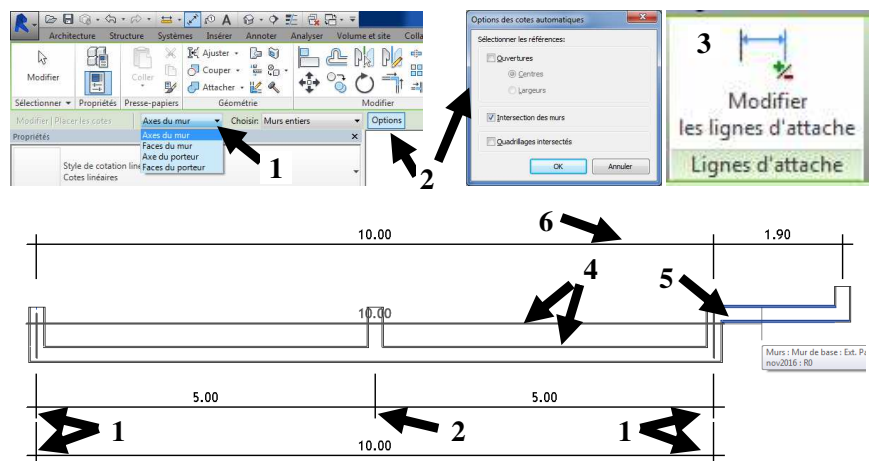 Architecture Structure Systèmes Insérer Annoter Analyser Volume et site Colla
Modifier
Coller
Ajuster
Couper
Attacher
Sélectionner Propriétés Presse-papiers Géométrie Modifier
Modifier | Placer les cotes Axes du mur Choisir: Murs entiers Options
Propriétés
Axes du mur
Faces du mur
Axe du porteur
Faces du porteur
Style de cotation liné
Cotes linéaires
1
2
Options des cotes automatiques
Sélectionner les références:
Ouvertures
Centres
Largeurs
Intersection des murs
Quadrillages intersectés
OK Annuler
3
Modifier
les lignes d'attache
Lignes d'attache
10.00 6 1.90
4 5
10.00
Murs : Mur de base : Ext. Pa
nov2016 : R0
5.00 5.00
1 2 1
10.00